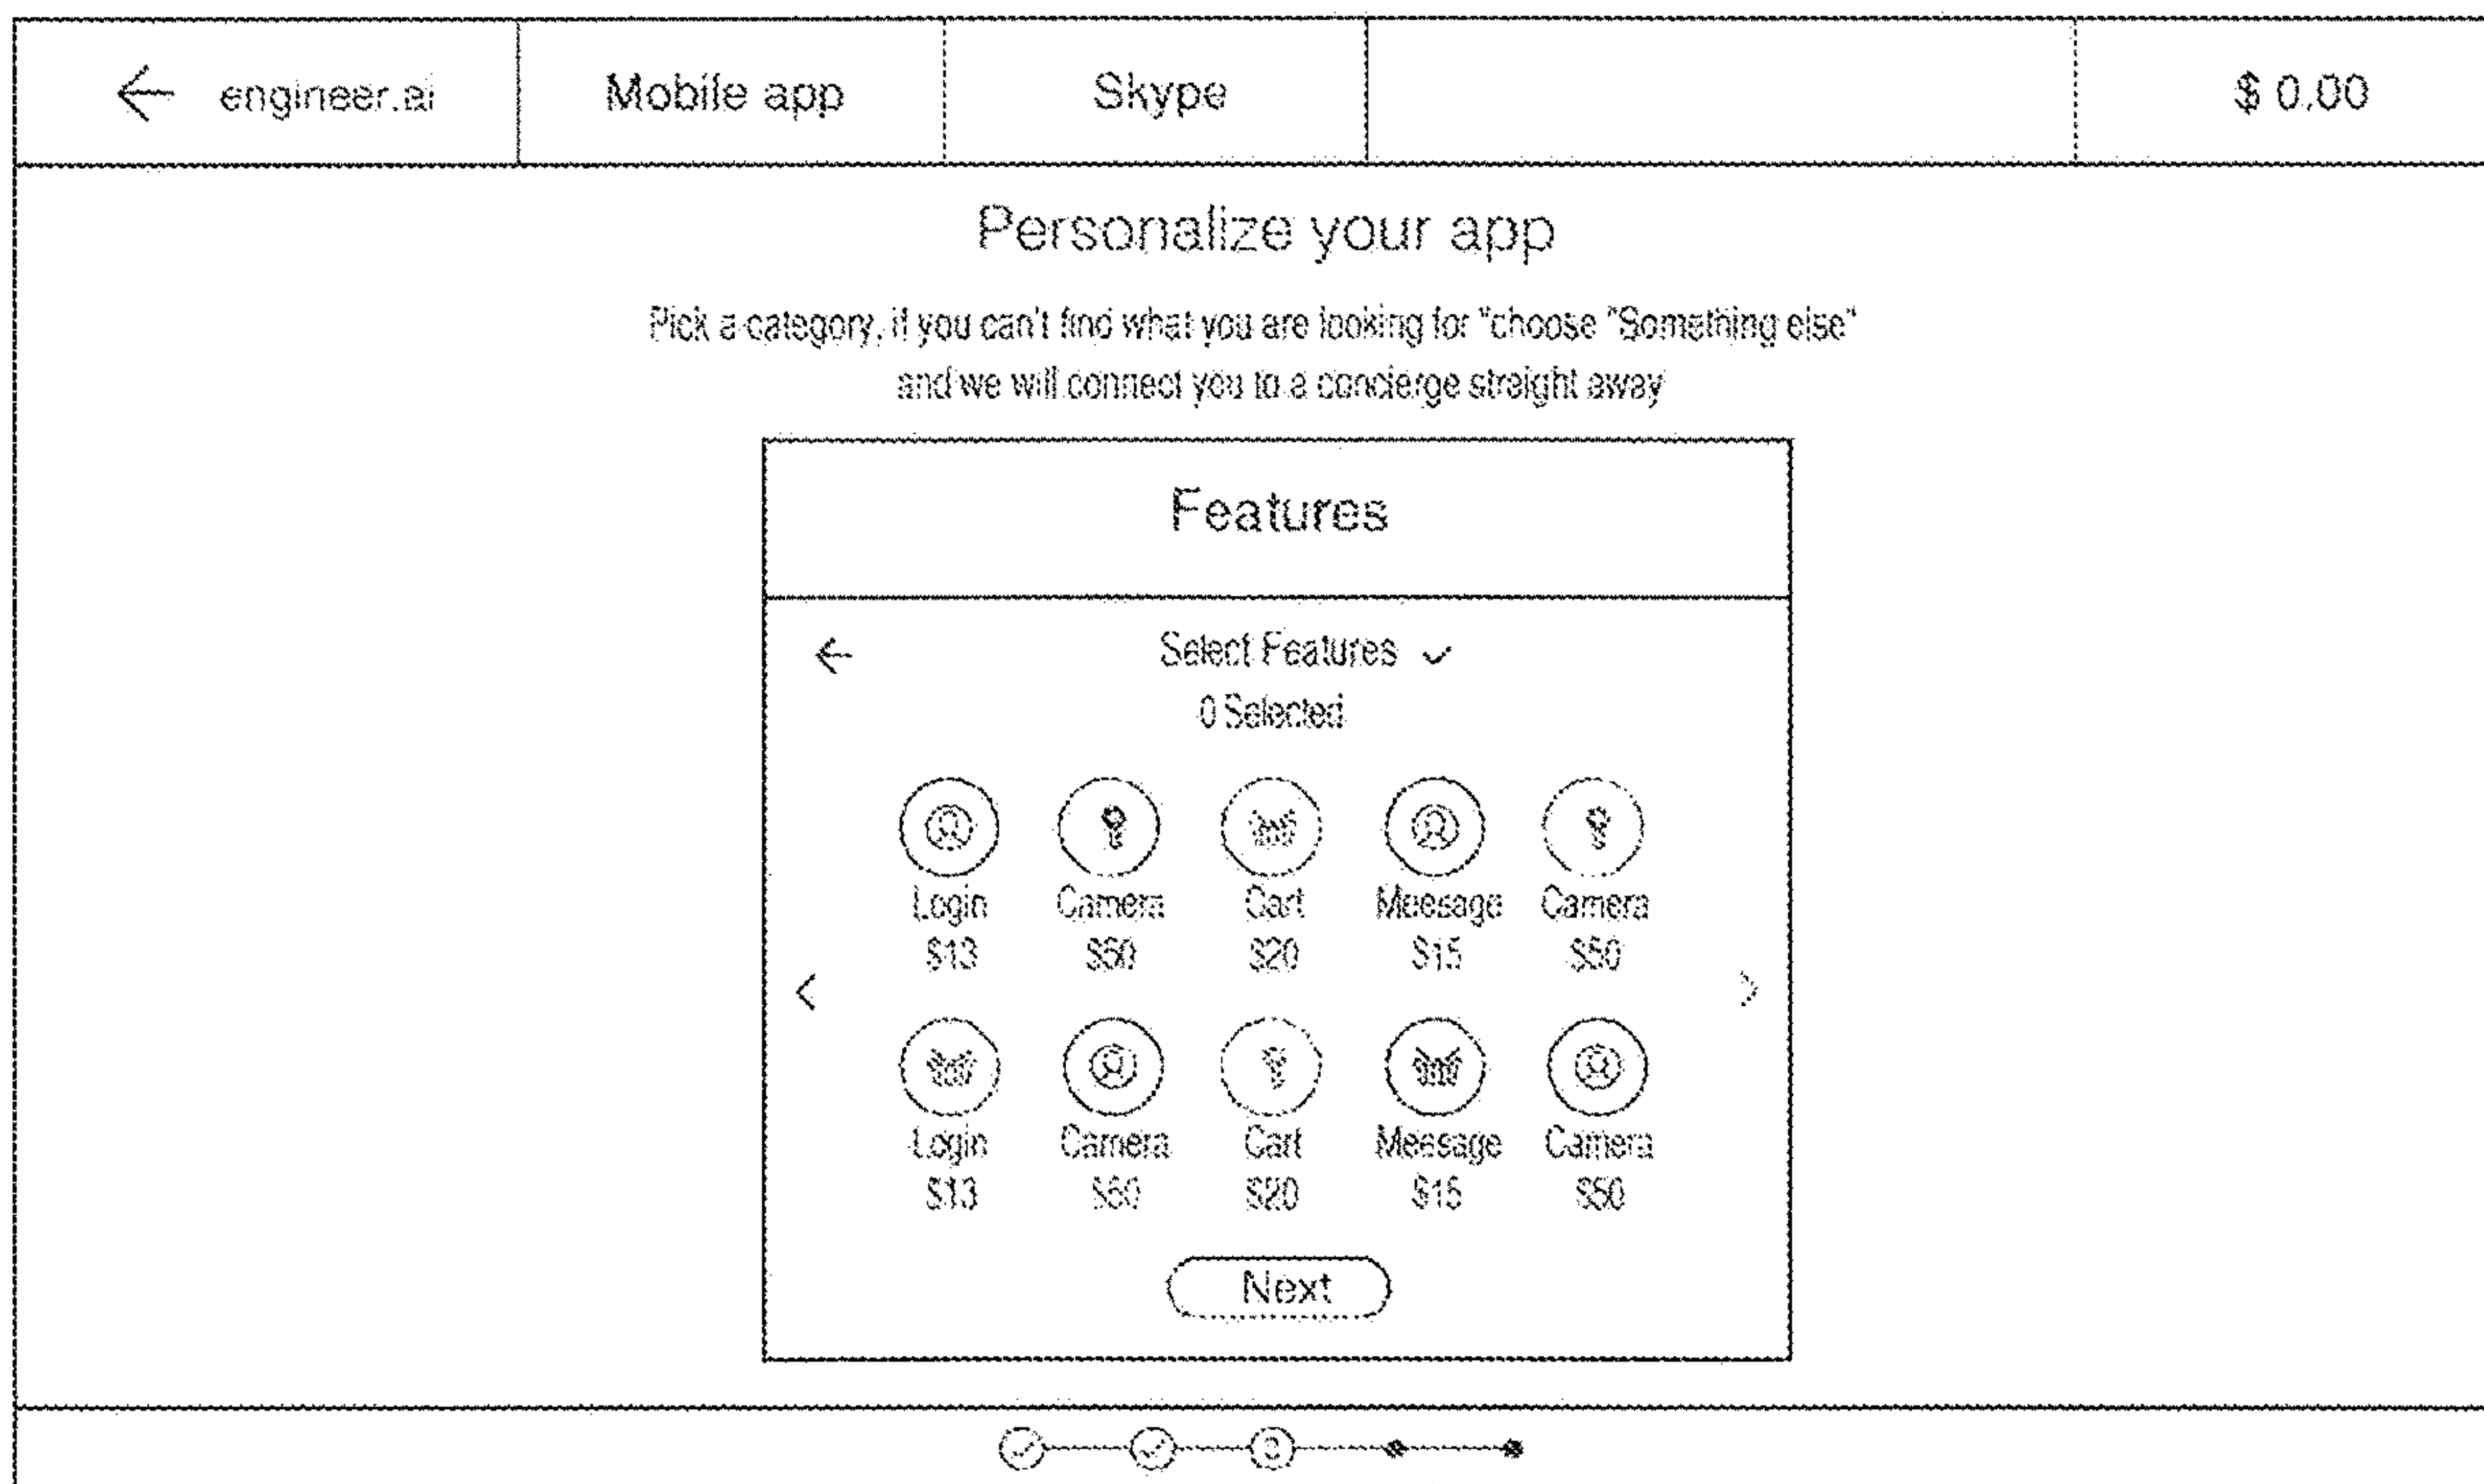 ← engineer.ai Mobile app Skype $ 0.00
Personalize your app
Pick a category, if you can't find what you are looking for "choose "Something else"
and we will connect you to a concierge straight away
Features
← Select Features ✓
0 Selected
Login Camera Cart Message Camera
$13 $50 $20 $15 $50
< >
Login Camera Cart Message Camera
$13 $50 $20 $15 $50
Next
3